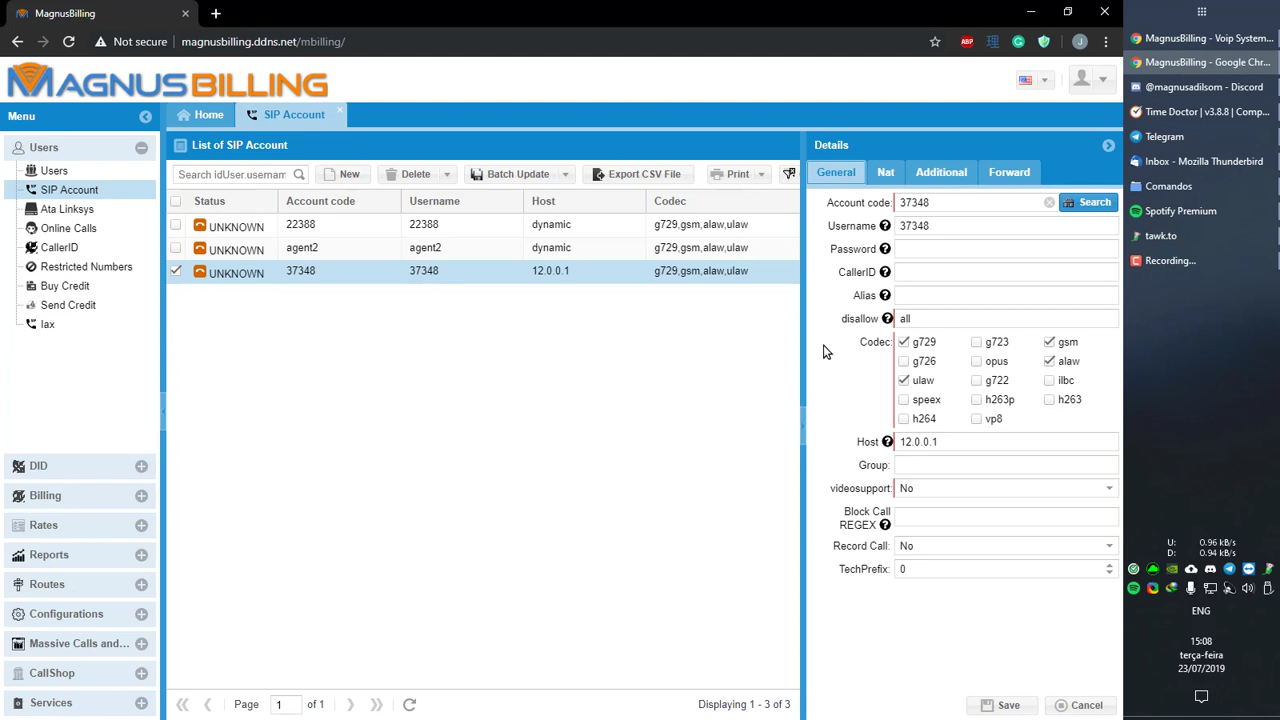 MagnusBilling
Not secure magnusbilling.ddns.net/mbilling/
ABP
J
MAGNUSBILLING
Menu
Home
SIP Account
Users
Users
SIP Account
Ata Linksys
Online Calls
CallerID
Restricted Numbers
Buy Credit
Send Credit
Iax
DID
Billing
Rates
Reports
Routes
Configurations
Massive Calls and...
CallShop
Services
List of SIP Account
Search idUser.usernam
New
Delete
Batch Update
Export CSV File
Print
Status Account code Username Host Codec
UNKNOWN 22388 22388 dynamic g729,gsm,alaw,ulaw
UNKNOWN agent2 agent2 dynamic g729,gsm,alaw,ulaw
UNKNOWN 37348 37348 12.0.0.1 g729,gsm,alaw,ulaw
Page 1 of 1
Displaying 1 - 3 of 3
Details
General Nat Additional Forward
Account code: 37348 Search
Username 37348
Password
CallerID
Alias
disallow all
Codec: g729 g723 gsm
g726 opus alaw
ulaw g722 ilbc
speex h263p h263
h264 vp8
Host 12.0.0.1
Group:
videosupport: No
Block Call
REGEX
Record Call: No
TechPrefix: 0
Save Cancel
MagnusBilling - Voip System...
MagnusBilling - Google Chr...
@magnusadilsom - Discord
Time Doctor | v3.8.8 | Comp...
Telegram
Inbox - Mozilla Thunderbird
Comandos
Spotify Premium
tawk.to
Recording...
U: 0.96 kB/s
D: 0.94 kB/s
ENG
15:08
terça-feira
23/07/2019